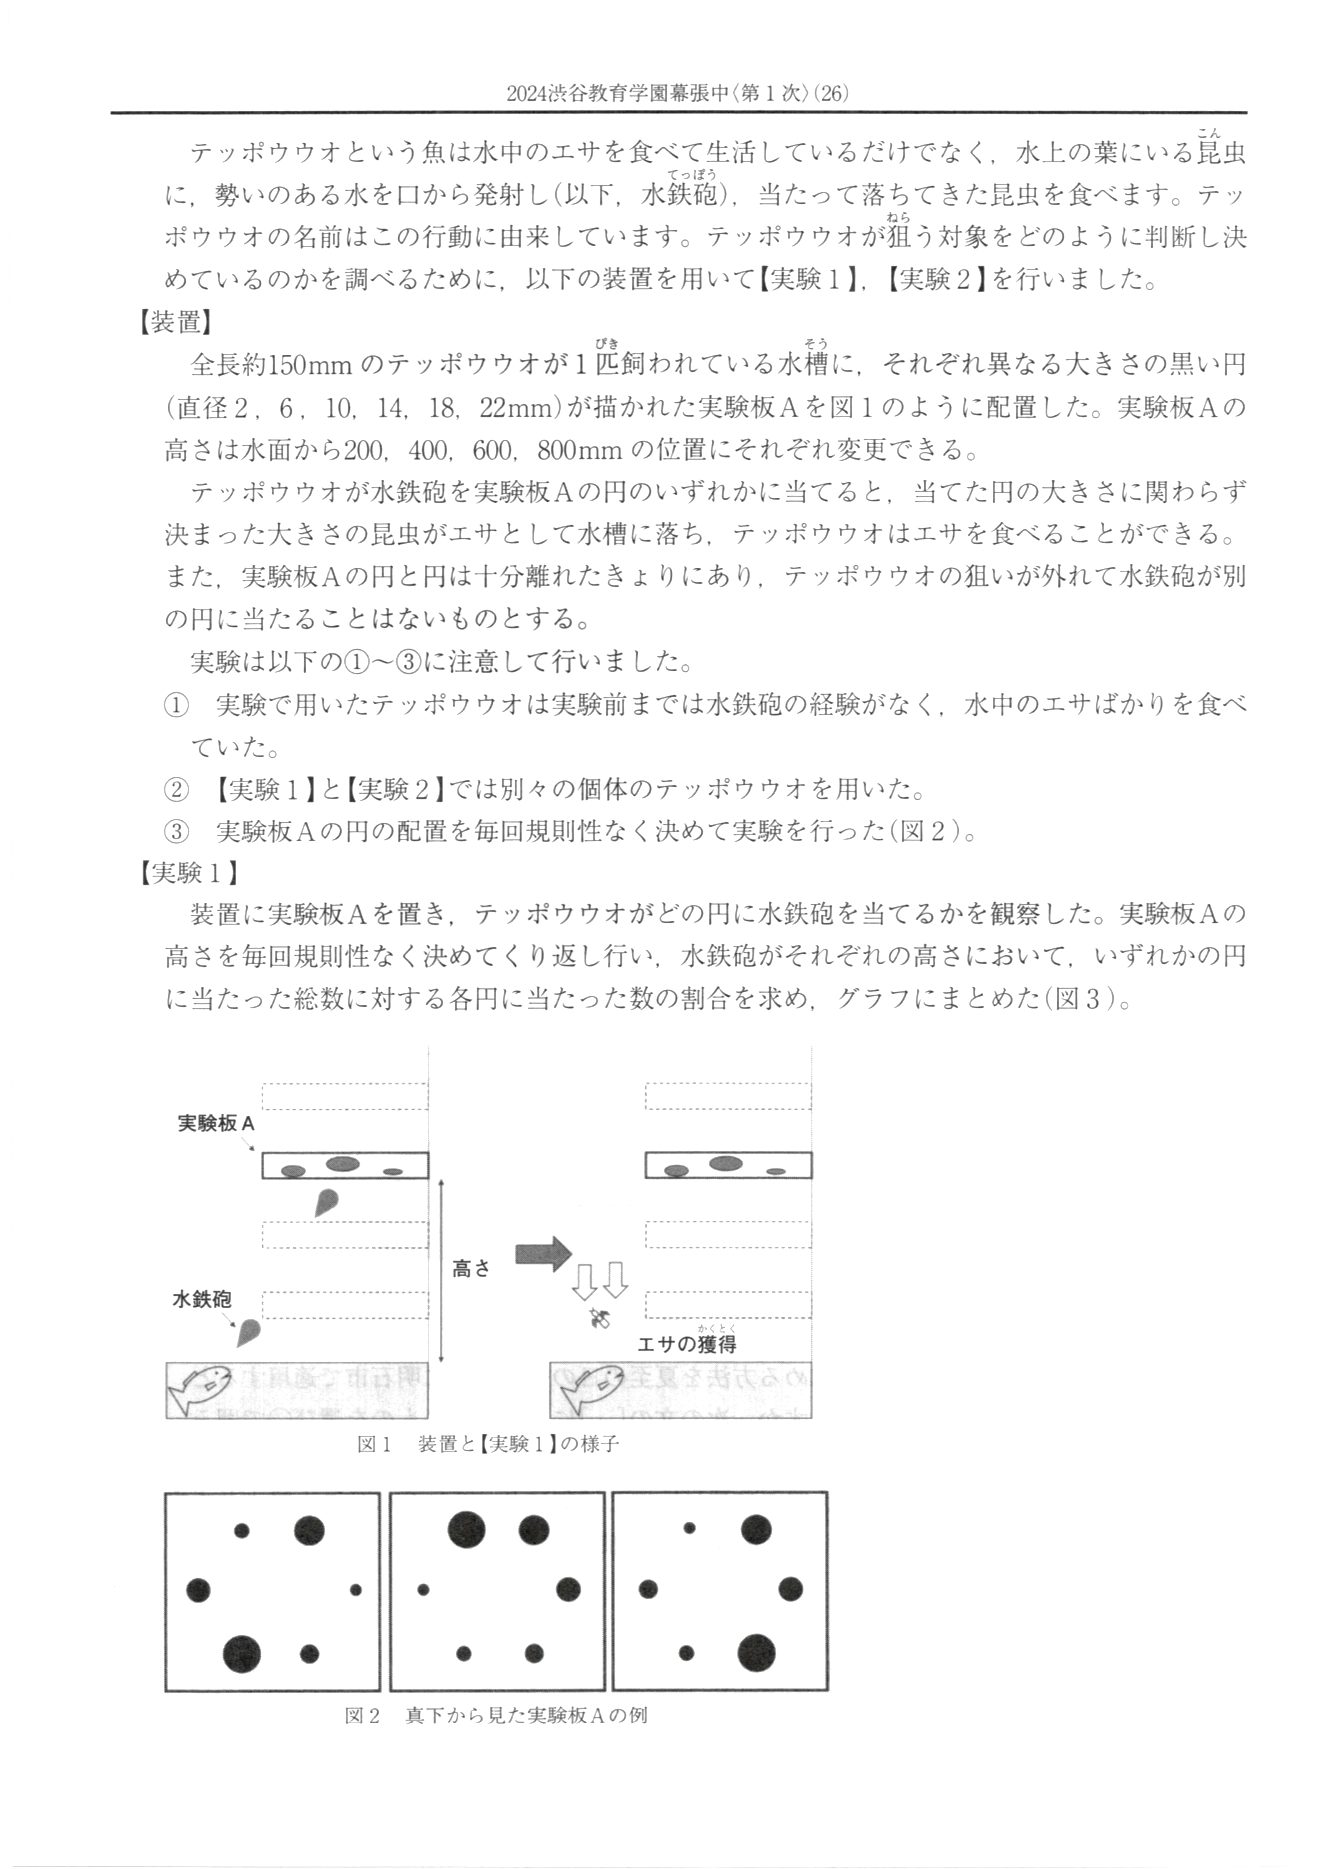 2024渋谷教育学園幕張中〈第1次〉(26)
テッポウウオという魚は水中のエサを食べて生活しているだけでなく，水上の葉にいる昆虫
に，勢いのある水を口から発射し(以下，水鉄砲)，当たって落ちてきた昆虫を食べます。テッ
ポウウオの名前はこの行動に由来しています。テッポウウオが狙う対象をどのように判断し決
めているのかを調べるために，以下の装置を用いて【実験1】，【実験2】を行いました。
【装置】
全長約150mmのテッポウウオが1匹飼われている水槽に，それぞれ異なる大きさの黒い円
(直径2，6，10，14，18，22mm)が描かれた実験板Aを図1のように配置した。実験板Aの
高さは水面から200，400，600，800mmの位置にそれぞれ変更できる。
テッポウウオが水鉄砲を実験板Aの円のいずれかに当てると，当てた円の大きさに関わらず
決まった大きさの昆虫がエサとして水槽に落ち，テッポウウオはエサを食べることができる。
また，実験板Aの円と円は十分離れたきょりにあり，テッポウウオの狙いが外れて水鉄砲が別
の円に当たることはないものとする。
実験は以下の①～③に注意して行いました。
① 実験で用いたテッポウウオは実験前までは水鉄砲の経験がなく，水中のエサばかりを食べ
ていた。
② 【実験1】と【実験2】では別々の個体のテッポウウオを用いた。
③ 実験板Aの円の配置を毎回規則性なく決めて実験を行った(図2)。
【実験1】
装置に実験板Aを置き，テッポウウオがどの円に水鉄砲を当てるかを観察した。実験板Aの
高さを毎回規則性なく決めてくり返し行い，水鉄砲がそれぞれの高さにおいて，いずれかの円
に当たった総数に対する各円に当たった数の割合を求め，グラフにまとめた(図3)。
実験板A
高さ
水鉄砲
エサの獲得
図1 装置と【実験1】の様子
図2 真下から見た実験板Aの例